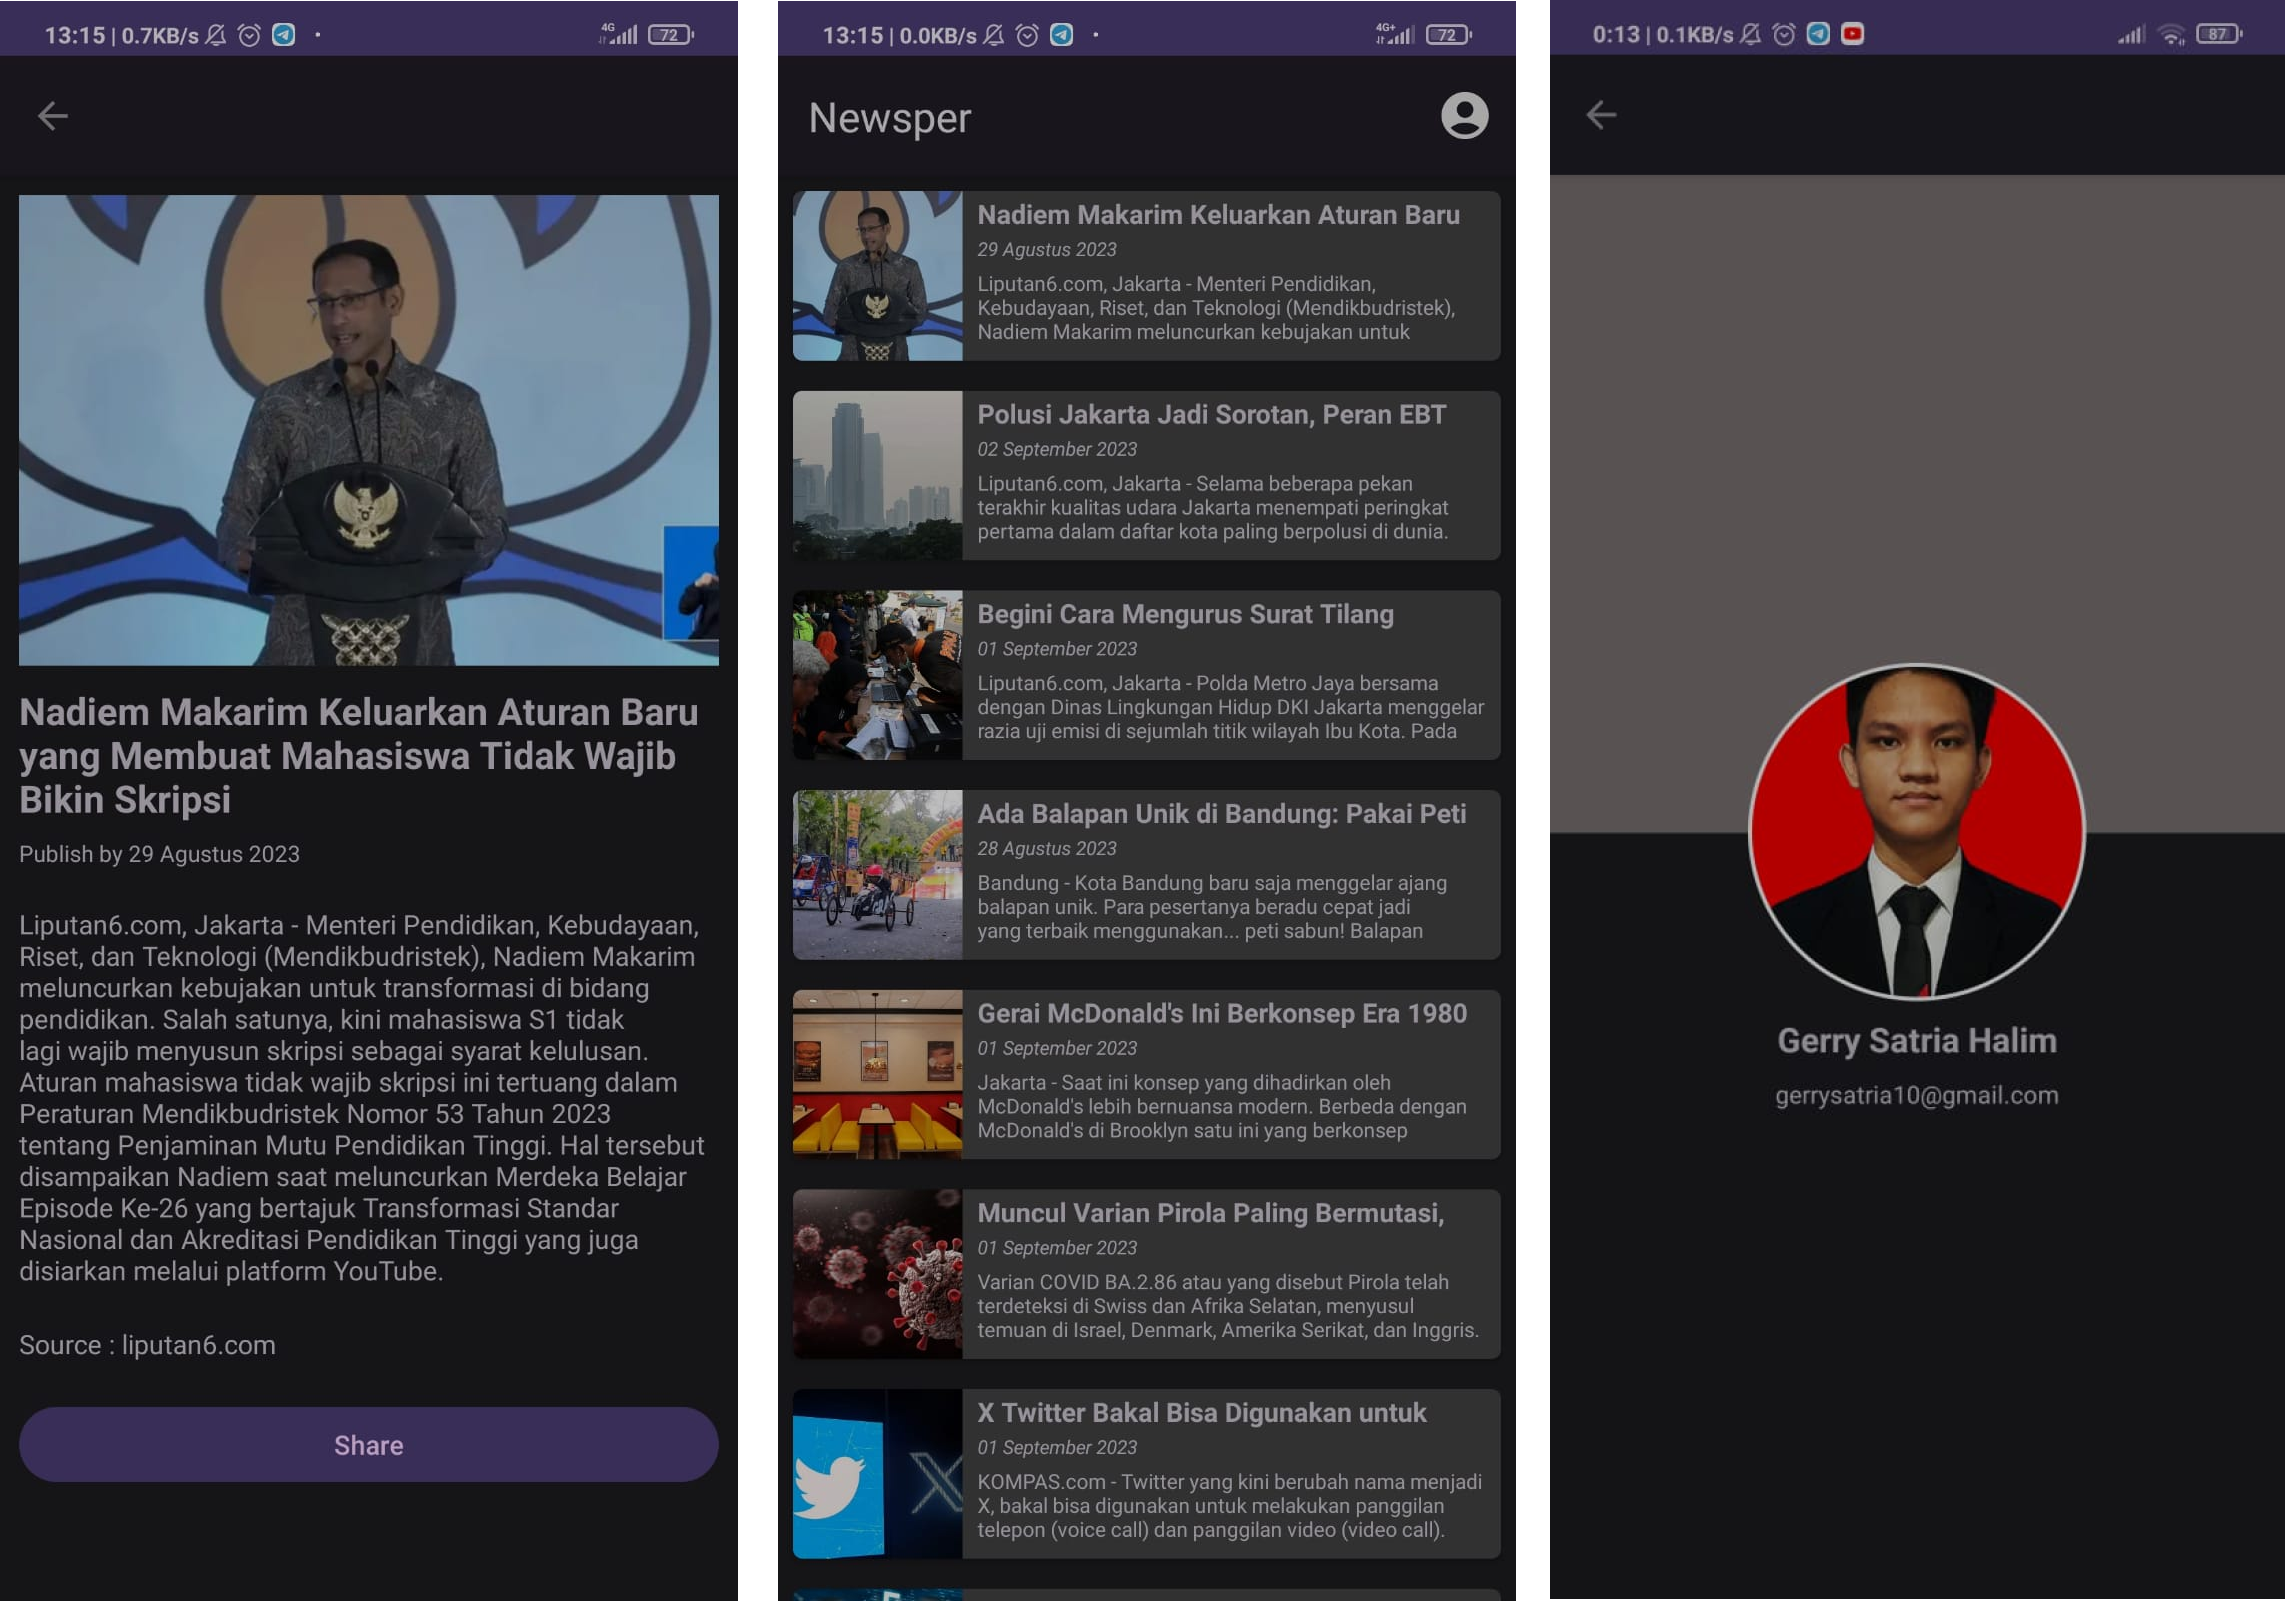 13:15 | 0.7KB/s
4G
72
Nadiem Makarim Keluarkan Aturan Baru
yang Membuat Mahasiswa Tidak Wajib
Bikin Skripsi
Publish by 29 Agustus 2023
Liputan6.com, Jakarta - Menteri Pendidikan, Kebudayaan,
Riset, dan Teknologi (Mendikbudristek), Nadiem Makarim
meluncurkan kebijakan untuk transformasi di bidang
pendidikan. Salah satunya, kini mahasiswa S1 tidak
lagi wajib menyusun skripsi sebagai syarat kelulusan.
Aturan mahasiswa tidak wajib skripsi ini tertuang dalam
Peraturan Mendikbudristek Nomor 53 Tahun 2023
tentang Penjaminan Mutu Pendidikan Tinggi. Hal tersebut
disampaikan Nadiem saat meluncurkan Merdeka Belajar
Episode Ke-26 yang bertajuk Transformasi Standar
Nasional dan Akreditasi Pendidikan Tinggi yang juga
disiarkan melalui platform YouTube.
Source : liputan6.com
Share
13:15 | 0.0KB/s
4G+
72
Newsper
Nadiem Makarim Keluarkan Aturan Baru
29 Agustus 2023
Liputan6.com, Jakarta - Menteri Pendidikan,
Kebudayaan, Riset, dan Teknologi (Mendikbudristek),
Nadiem Makarim meluncurkan kebujakan untuk
Polusi Jakarta Jadi Sorotan, Peran EBT
02 September 2023
Liputan6.com, Jakarta - Selama beberapa pekan
terakhir kualitas udara Jakarta menempati peringkat
pertama dalam daftar kota paling berpolusi di dunia.
Begini Cara Mengurus Surat Tilang
01 September 2023
Liputan6.com, Jakarta - Polda Metro Jaya bersama
dengan Dinas Lingkungan Hidup DKI Jakarta menggelar
razia uji emisi di sejumlah titik wilayah Ibu Kota. Pada
Ada Balapan Unik di Bandung: Pakai Peti
28 Agustus 2023
Bandung - Kota Bandung baru saja menggelar ajang
balapan unik. Para pesertanya beradu cepat jadi
yang terbaik menggunakan... peti sabun! Balapan
Gerai McDonald's Ini Berkonsep Era 1980
01 September 2023
Jakarta - Saat ini konsep yang dihadirkan oleh
McDonald's lebih bernuansa modern. Berbeda dengan
McDonald's di Brooklyn satu ini yang berkonsep
Muncul Varian Pirola Paling Bermutasi,
01 September 2023
Varian COVID BA.2.86 atau yang disebut Pirola telah
terdeteksi di Swiss dan Afrika Selatan, menyusul
temuan di Israel, Denmark, Amerika Serikat, dan Inggris.
X Twitter Bakal Bisa Digunakan untuk
01 September 2023
KOMPAS.com - Twitter yang kini berubah nama menjadi
X, bakal bisa digunakan untuk melakukan panggilan
telepon (voice call) dan panggilan video (video call).
0:13 | 0.1KB/s
87
Gerry Satria Halim
gerrysatria10@gmail.com